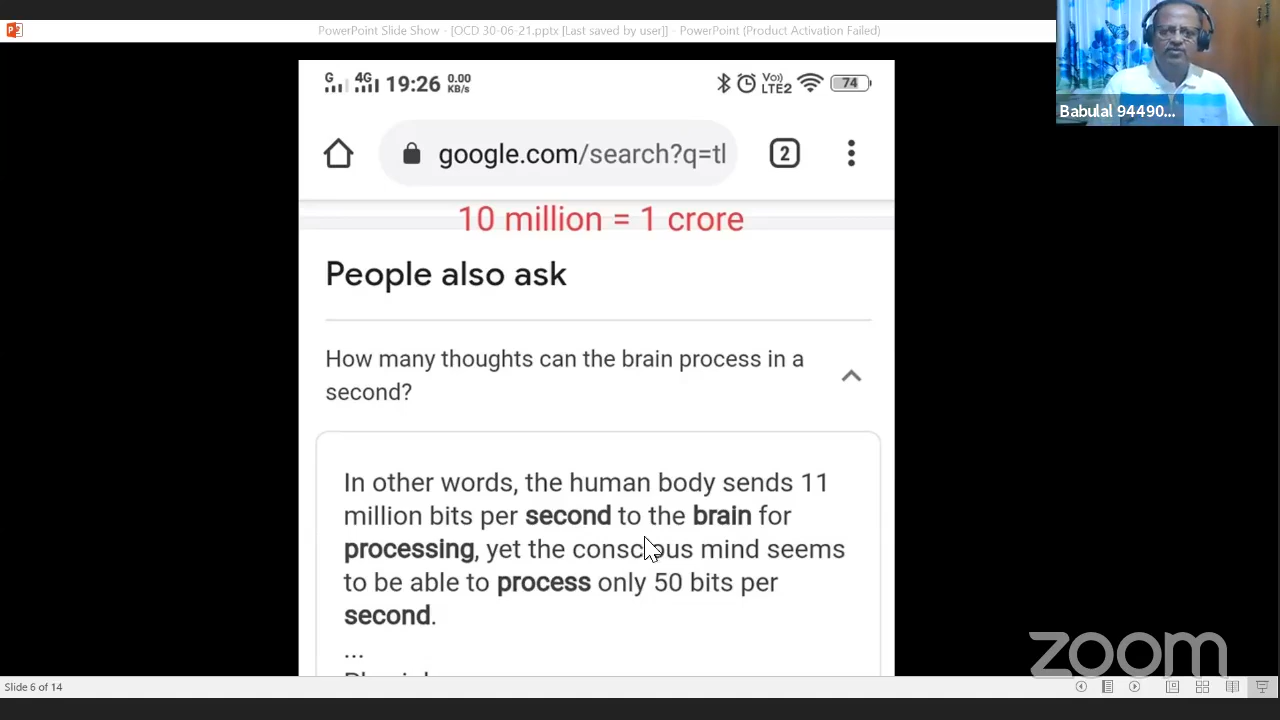 PowerPoint Slide Show - [OCD 30-06-21.pptx [Last saved by user]] - PowerPoint (Product Activation Failed)
Babulal 94490...
G 4G 19:26 0.00 KB/s Vo) LTE2 74
google.com/search?q=tl 2
10 million = 1 crore
People also ask
How many thoughts can the brain process in a
second?
In other words, the human body sends 11
million bits per second to the brain for
processing, yet the conscious mind seems
to be able to process only 50 bits per
second.
...
zoom
Slide 6 of 14